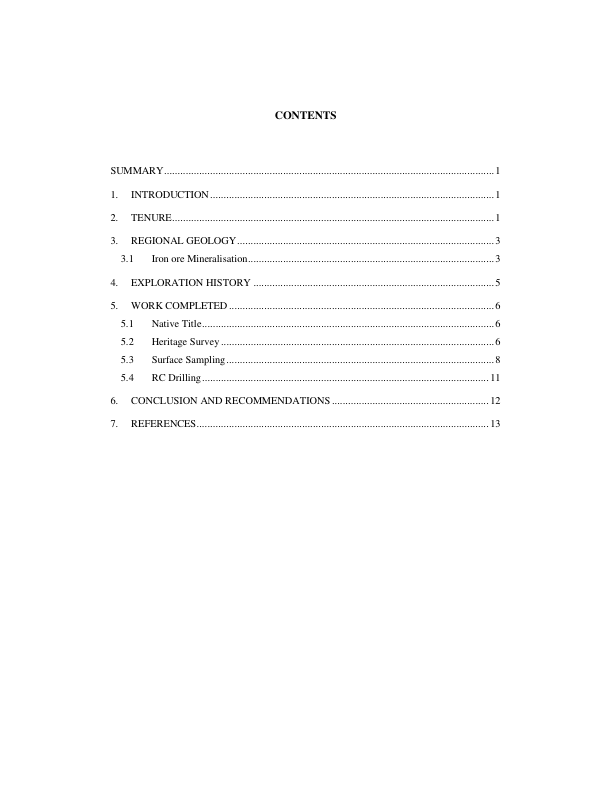 CONTENTS
SUMMARY.......................................................................................................................... 1
1. INTRODUCTION......................................................................................................... 1
2. TENURE....................................................................................................................... 1
3. REGIONAL GEOLOGY............................................................................................... 3
3.1 Iron ore Mineralisation........................................................................................... 3
4. EXPLORATION HISTORY ......................................................................................... 5
5. WORK COMPLETED .................................................................................................. 6
5.1 Native Title............................................................................................................ 6
5.2 Heritage Survey ..................................................................................................... 6
5.3 Surface Sampling................................................................................................... 8
5.4 RC Drilling.......................................................................................................... 11
6. CONCLUSION AND RECOMMENDATIONS .......................................................... 12
7. REFERENCES............................................................................................................ 13